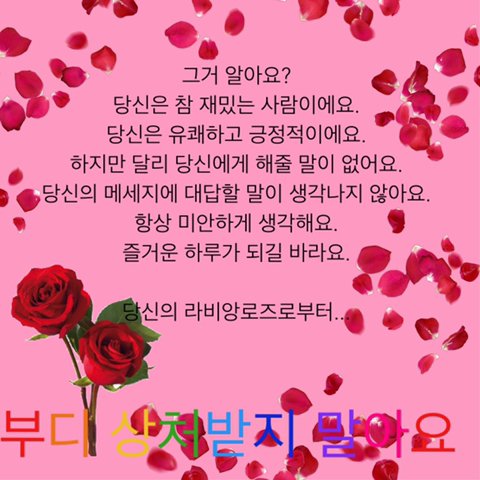 그거 알아요?
당신은 참 재밌는 사람이에요.
당신은 유쾌하고 긍정적이에요.
하지만 달리 당신에게 해줄 말이 없어요.
당신의 메세지에 대답할 말이 생각나지 않아요.
항상 미안하게 생각해요.
즐거운 하루가 되길 바라요.
당신의 라비앙로즈로부터...
부디 상처받지 말아요